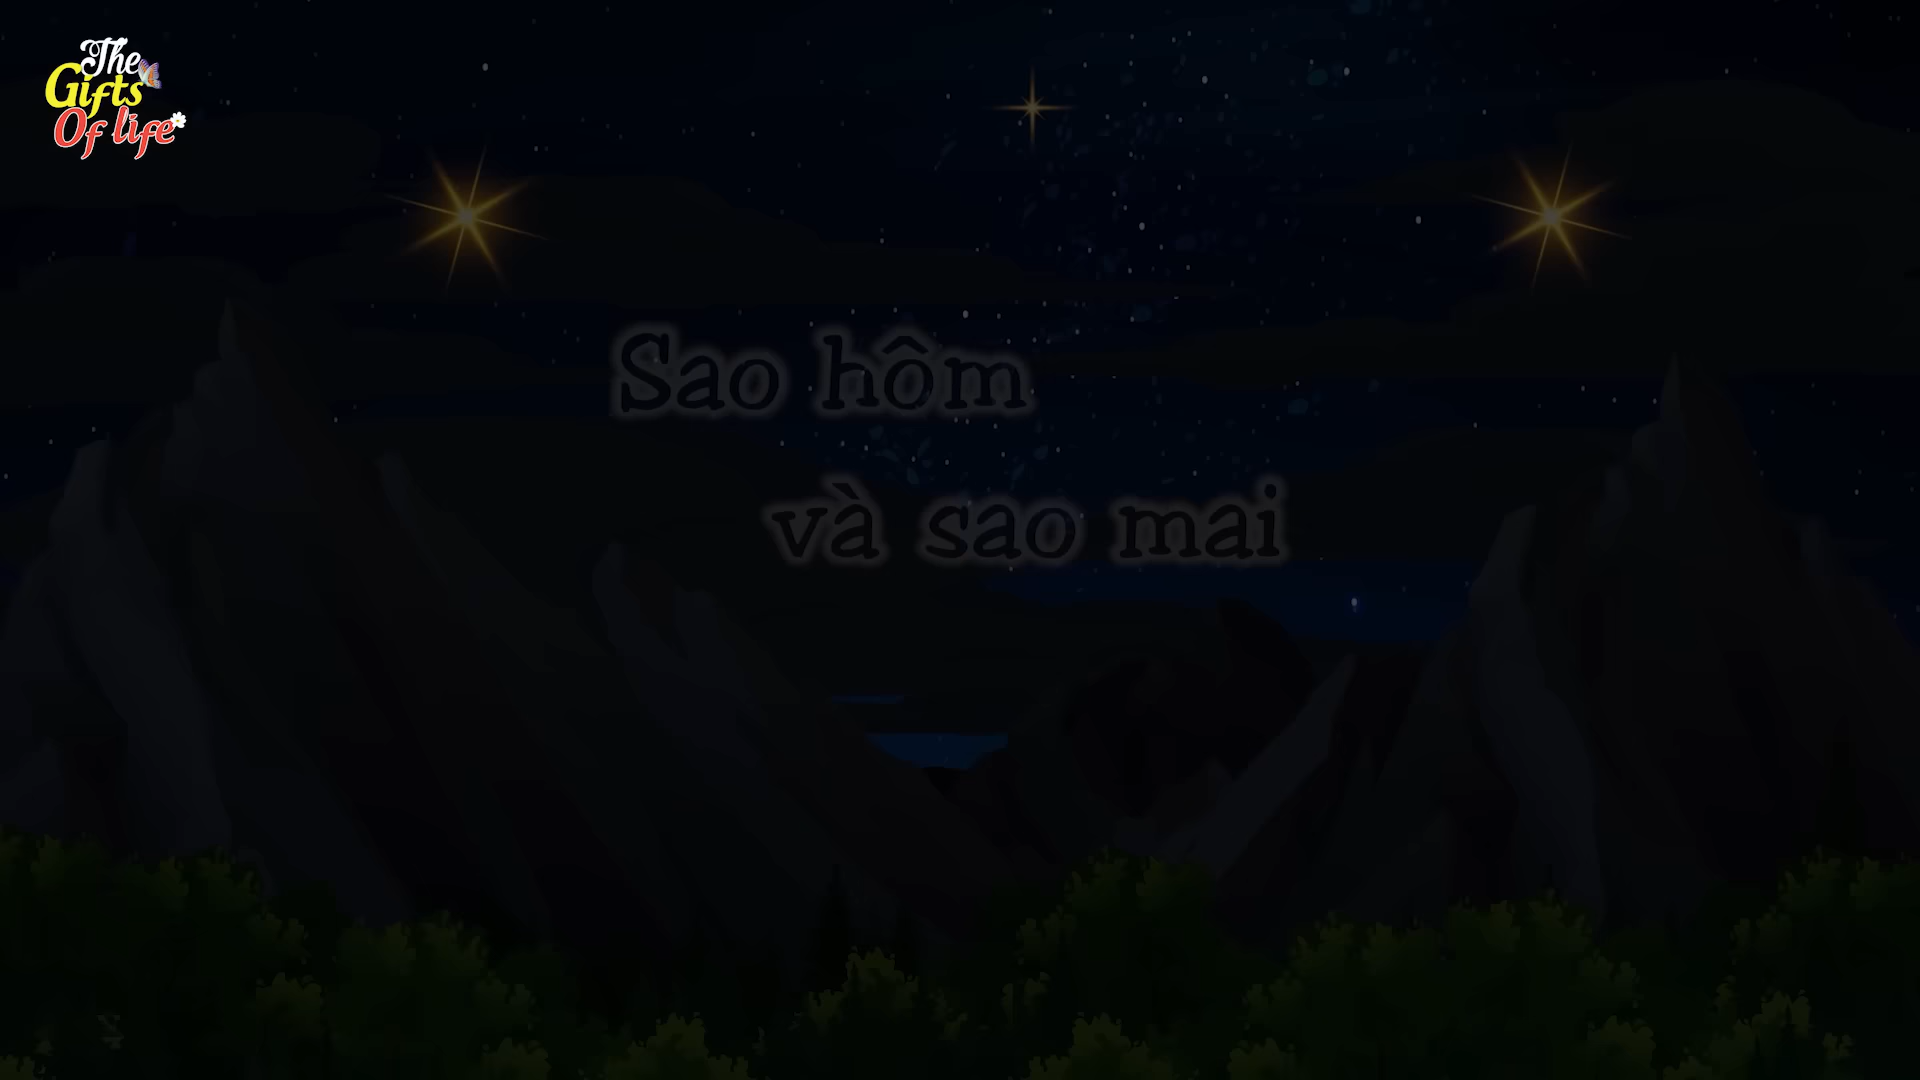 The
Gifts
Of life
Sao hôm
và sao mai